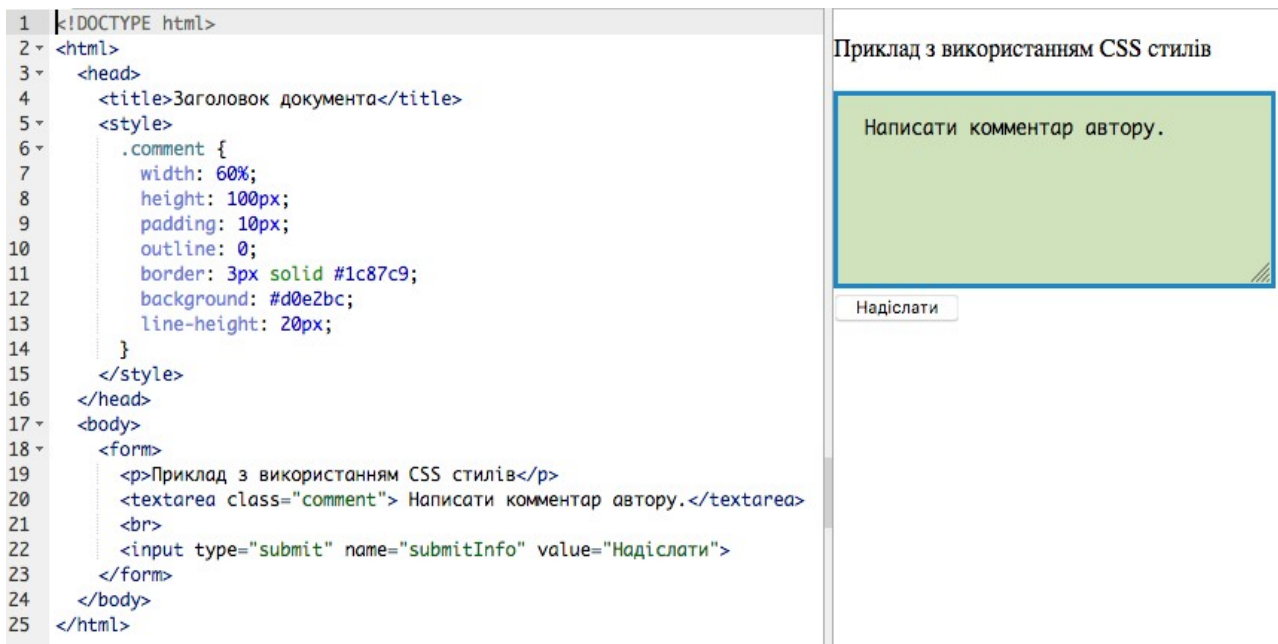 1 <!DOCTYPE html>
2 <html>
3 <head>
4 <title>Заголовок документа</title>
5 <style>
6 .comment {
7 width: 60%;
8 height: 100px;
9 padding: 10px;
10 outline: 0;
11 border: 3px solid #1c87c9;
12 background: #d0e2bc;
13 line-height: 20px;
14 }
15 </style>
16 </head>
17 <body>
18 <form>
19 <p>Приклад з використанням CSS стилів</p>
20 <textarea class="comment"> Написати комментар автору.</textarea>
21 <br>
22 <input type="submit" name="submitInfo" value="Надіслати">
23 </form>
24 </body>
25 </html>
Приклад з використанням CSS стилів
Написати комментар автору.
Надіслати